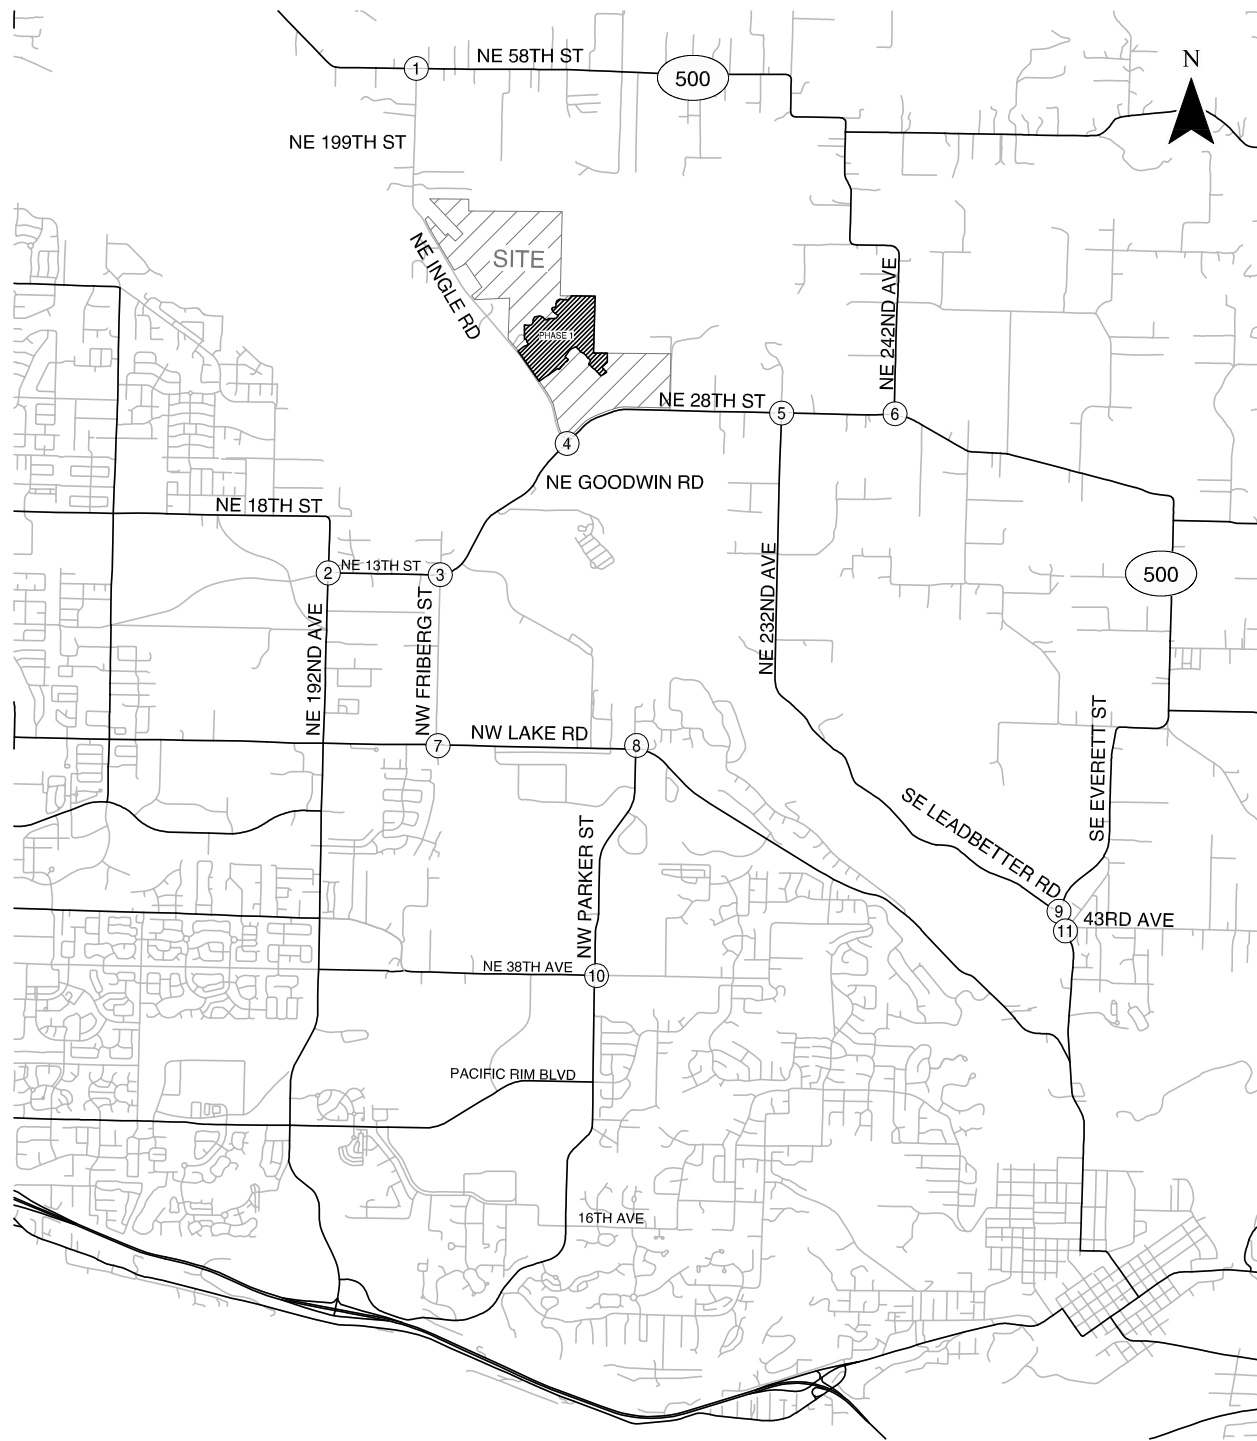 NE 58TH ST
1
500
N
NE 199TH ST
NE INGLE RD
SITE
PHASE 1
NE 242ND AVE
NE 28TH ST
5
6
4
NE GOODWIN RD
NE 18TH ST
2
NE 13TH ST
3
500
NE 192ND AVE
NW FRIBERG ST
NE 232ND AVE
7
NW LAKE RD
8
SE EVERETT ST
SE LEADBETTER RD
NW PARKER ST
9
43RD AVE
11
NE 38TH AVE
10
PACIFIC RIM BLVD
16TH AVE